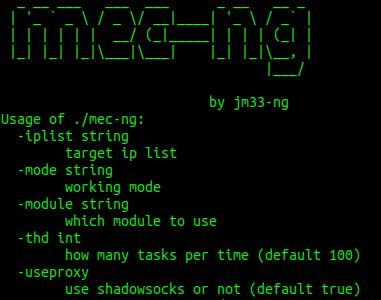 mec-ng
by jm33-ng
Usage of ./mec-ng:
-iplist string
target ip list
-mode string
working mode
-module string
which module to use
-thd int
how many tasks per time (default 100)
-useproxy
use shadowsocks or not (default true)